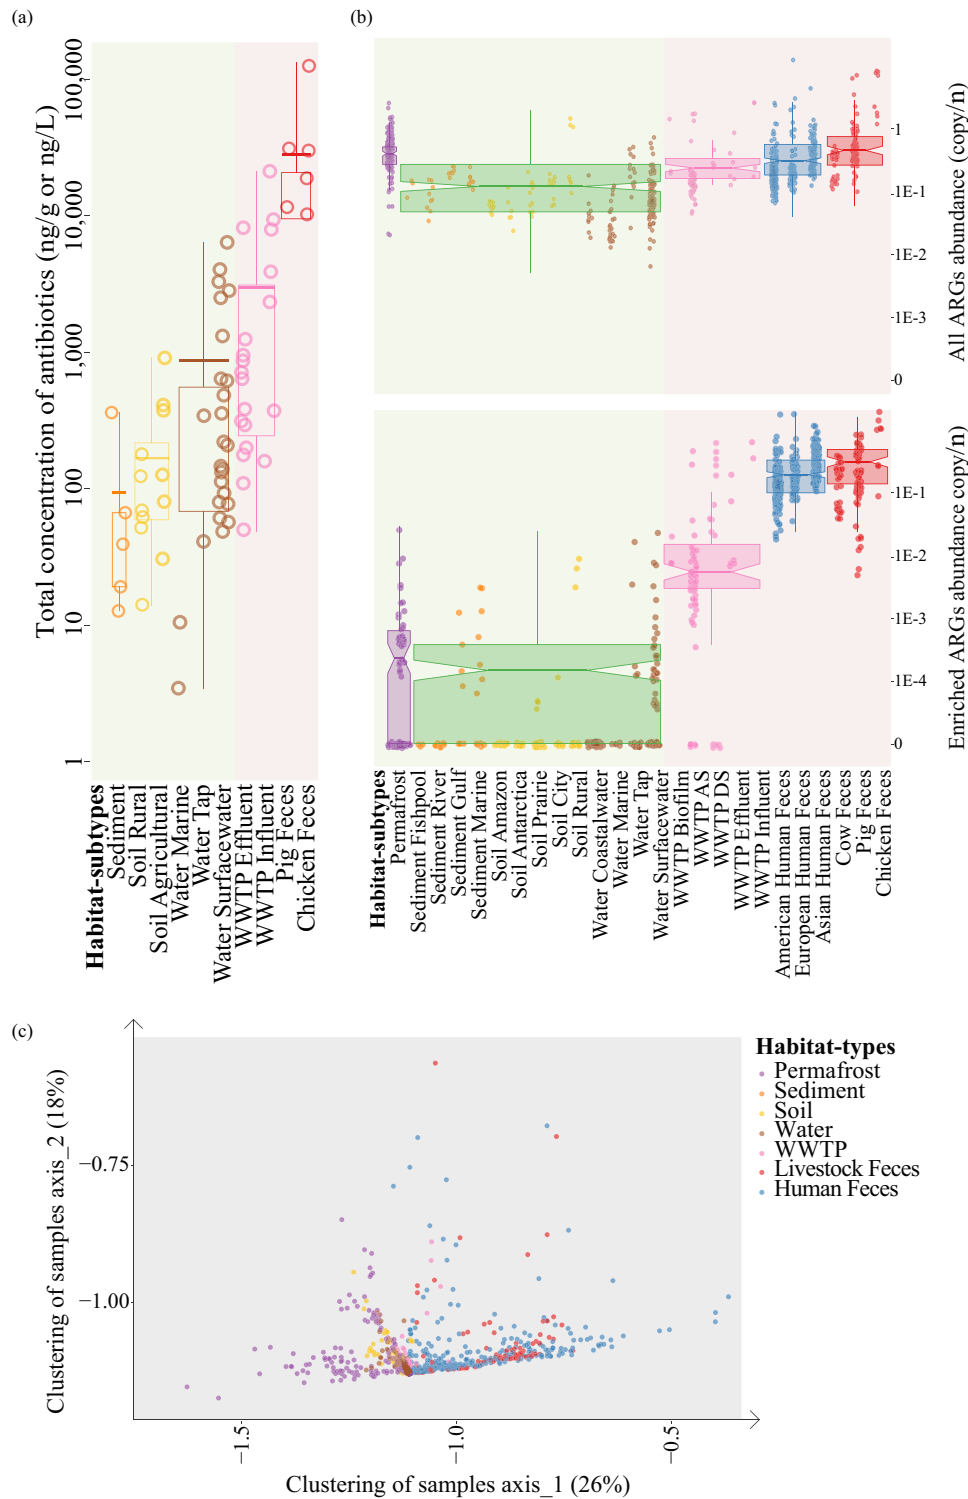 (a)
(b)
Total concentration of antibiotics (ng/g or ng/L)
100,000
10,000
1,000
100
10
1
Habitat-subtypes
Sediment
Soil Rural
Soil Agricultural
Water Marine
Water Tap
Water Surfacewater
WWTP Effluent
WWTP Influent
Pig Feces
Chicken Feces
All ARGs abundance (copy/n)
1
1E-1
1E-2
1E-3
0
Enriched ARGs abundance copy/n)
1E-1
1E-2
1E-3
1E-4
0
Habitat-subtypes
Permafrost
Sediment Fishpool
Sediment River
Sediment Gulf
Sediment Marine
Soil Amazon
Soil Antarctica
Soil Prairie
Soil City
Soil Rural
Water Coastalwater
Water Marine
Water Tap
Water Surfacewater
WWTP Biofilm
WWTP AS
WWTP DS
WWTP Effluent
WWTP Influent
American Human Feces
European Human Feces
Asian Human Feces
Cow Feces
Pig Feces
Chicken Feces
(c)
Clustering of samples axis_2 (18%)
−0.75
−1.00
−1.5
−1.0
−0.5
Clustering of samples axis_1 (26%)
Habitat-types
Permafrost
Sediment
Soil
Water
WWTP
Livestock Feces
Human Feces